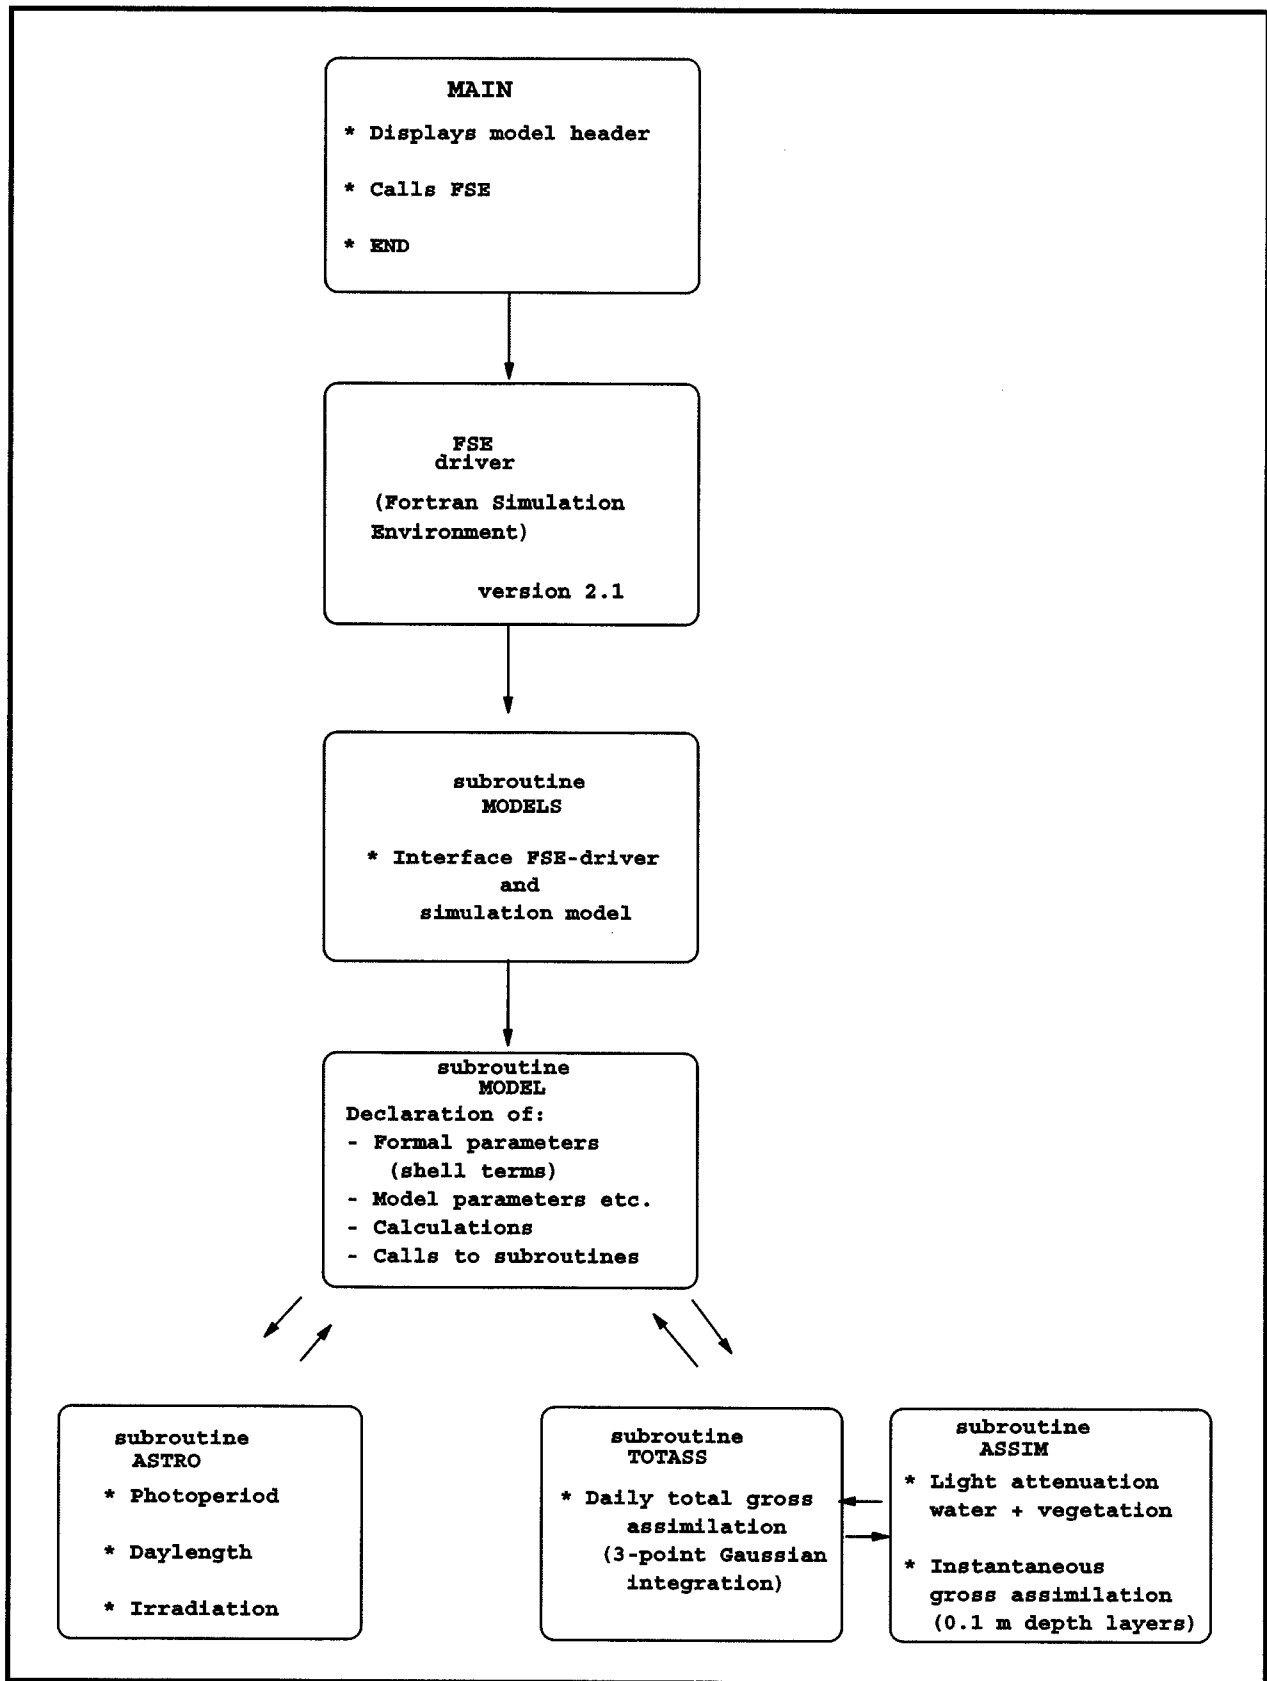 MAIN
* Displays model header
* Calls FSE
* END
FSE
driver
(Fortran Simulation
Environment)
version 2.1
subroutine
MODELS
* Interface FSE-driver
and
simulation model
subroutine
MODEL
Declaration of:
- Formal parameters
(shell terms)
- Model parameters etc.
- Calculations
- Calls to subroutines
subroutine
ASTRO
* Photoperiod
* Daylength
* Irradiation
subroutine
TOTASS
* Daily total gross
assimilation
(3-point Gaussian
integration)
subroutine
ASSIM
* Light attenuation
water + vegetation
* Instantaneous
gross assimilation
(0.1 m depth layers)